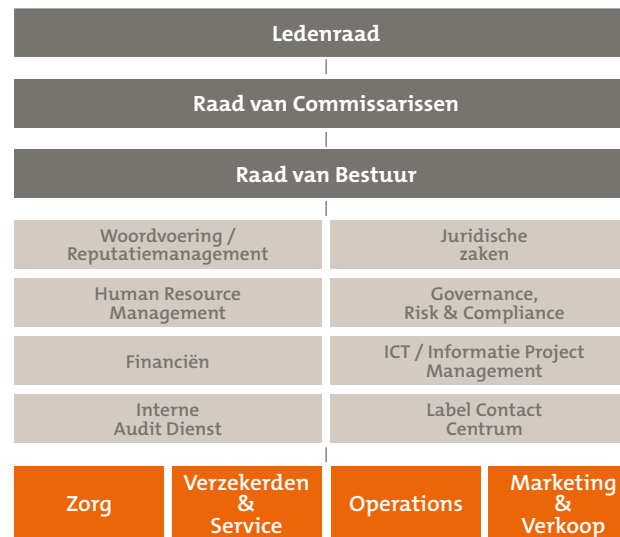 Ledenraad
Raad van Commissarissen
Raad van Bestuur
Woordvoering /
Reputatiemanagement
Juridische
zaken
Human Resource
Management
Governance,
Risk & Compliance
Financiën
ICT / Informatie Project
Management
Interne
Audit Dienst
Label Contact
Centrum
Zorg
Verzekerden
&
Service
Operations
Marketing
&
Verkoop